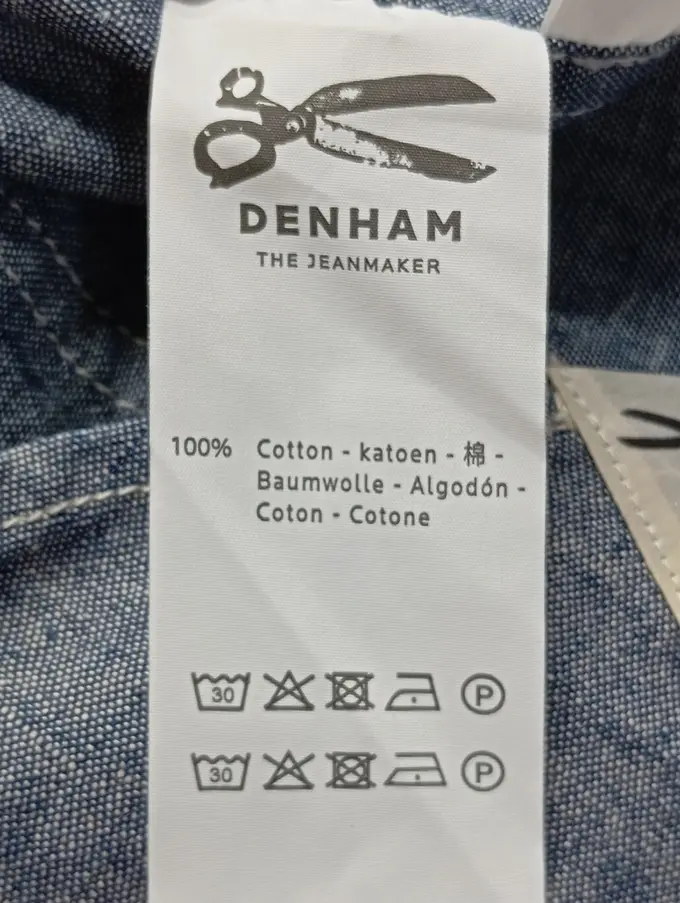 DENHAM
THE JEANMAKER
100% Cotton - katoen - 棉 -
Baumwolle - Algodón -
Coton - Cotone
30 P
30 P